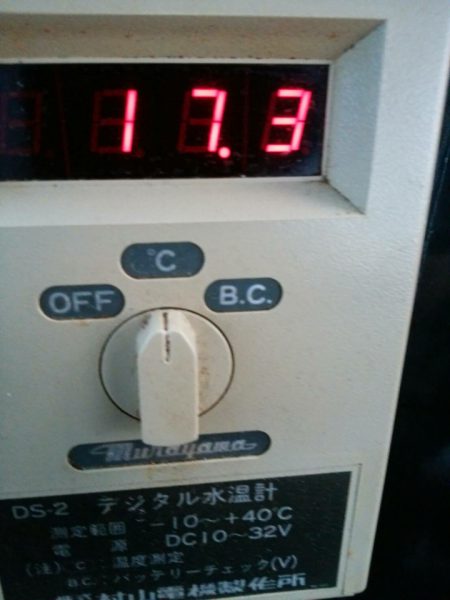 17.3
°C
OFF
B.C.
Murayama
DS-2 デジタル水温計
測定範囲 -10～+40℃
電源 DC10～32V
(注) C:温度測定
BC:バッテリーチェック(V)
村山電機製作所